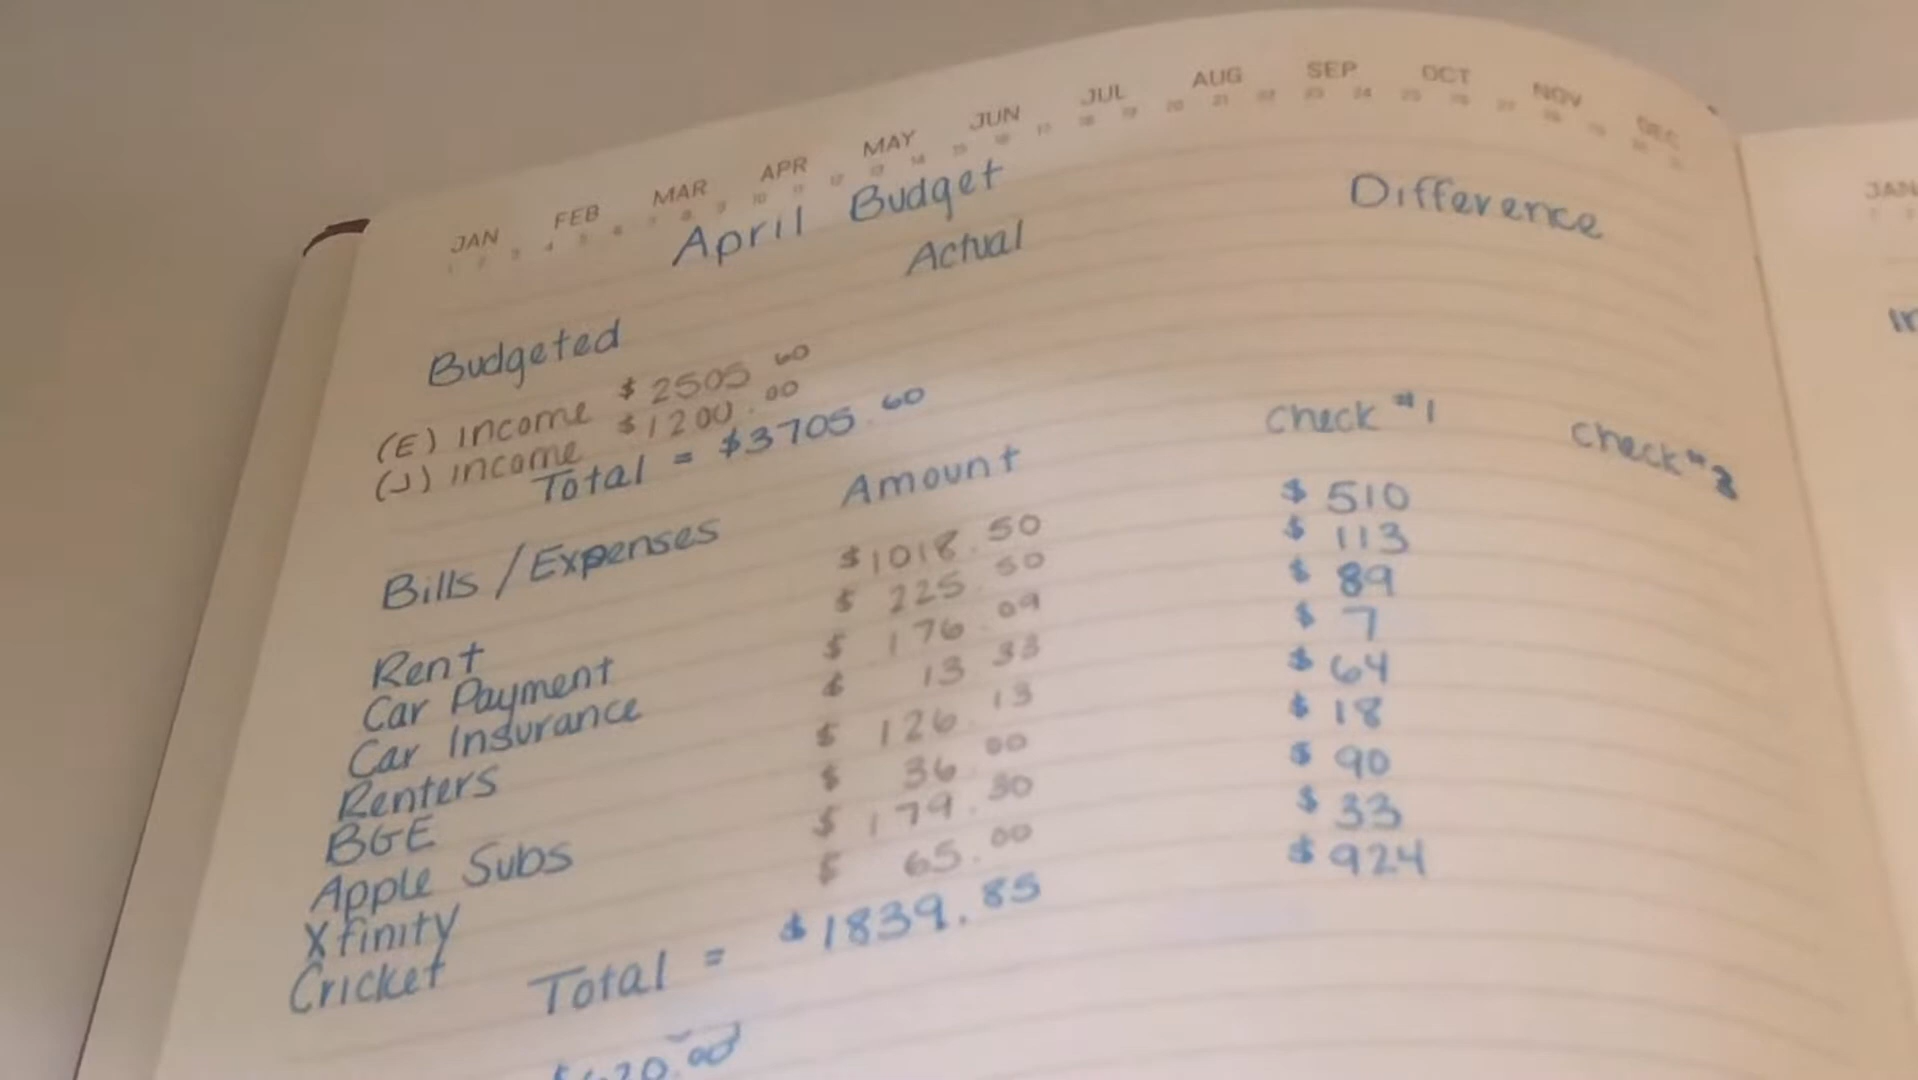 JAN FEB MAR APR MAY JUN JUL AUG SEP OCT NOV DEC
April Budget
Budgeted Actual Difference
(E) Income $2505.60
(J) Income $1200.00
Total = $3705.60
Bills / Expenses Amount Check #1 Check #2
Rent $1018.50 $ 510
Car Payment $ 225.50 $ 113
Car Insurance $ 176.09 $ 89
Renters $ 13 33 $ 7
BGE $ 126.13 $ 64
Apple Subs $ 36.00 $ 18
Xfinity $ 179.30 $ 90
Cricket $ 65.00 $ 33
Total = $1839.85 $924
JAN